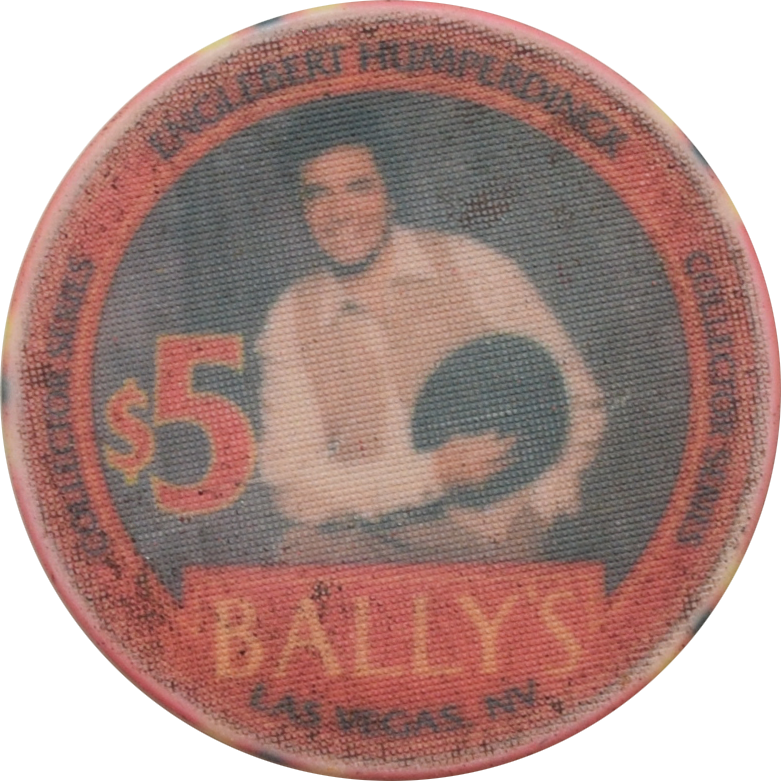 ENGLEBERT HUMPERDINCK
COLLECTOR SERIES
COLLECTOR SERIES
$5
BALLY'S
LAS VEGAS, NV